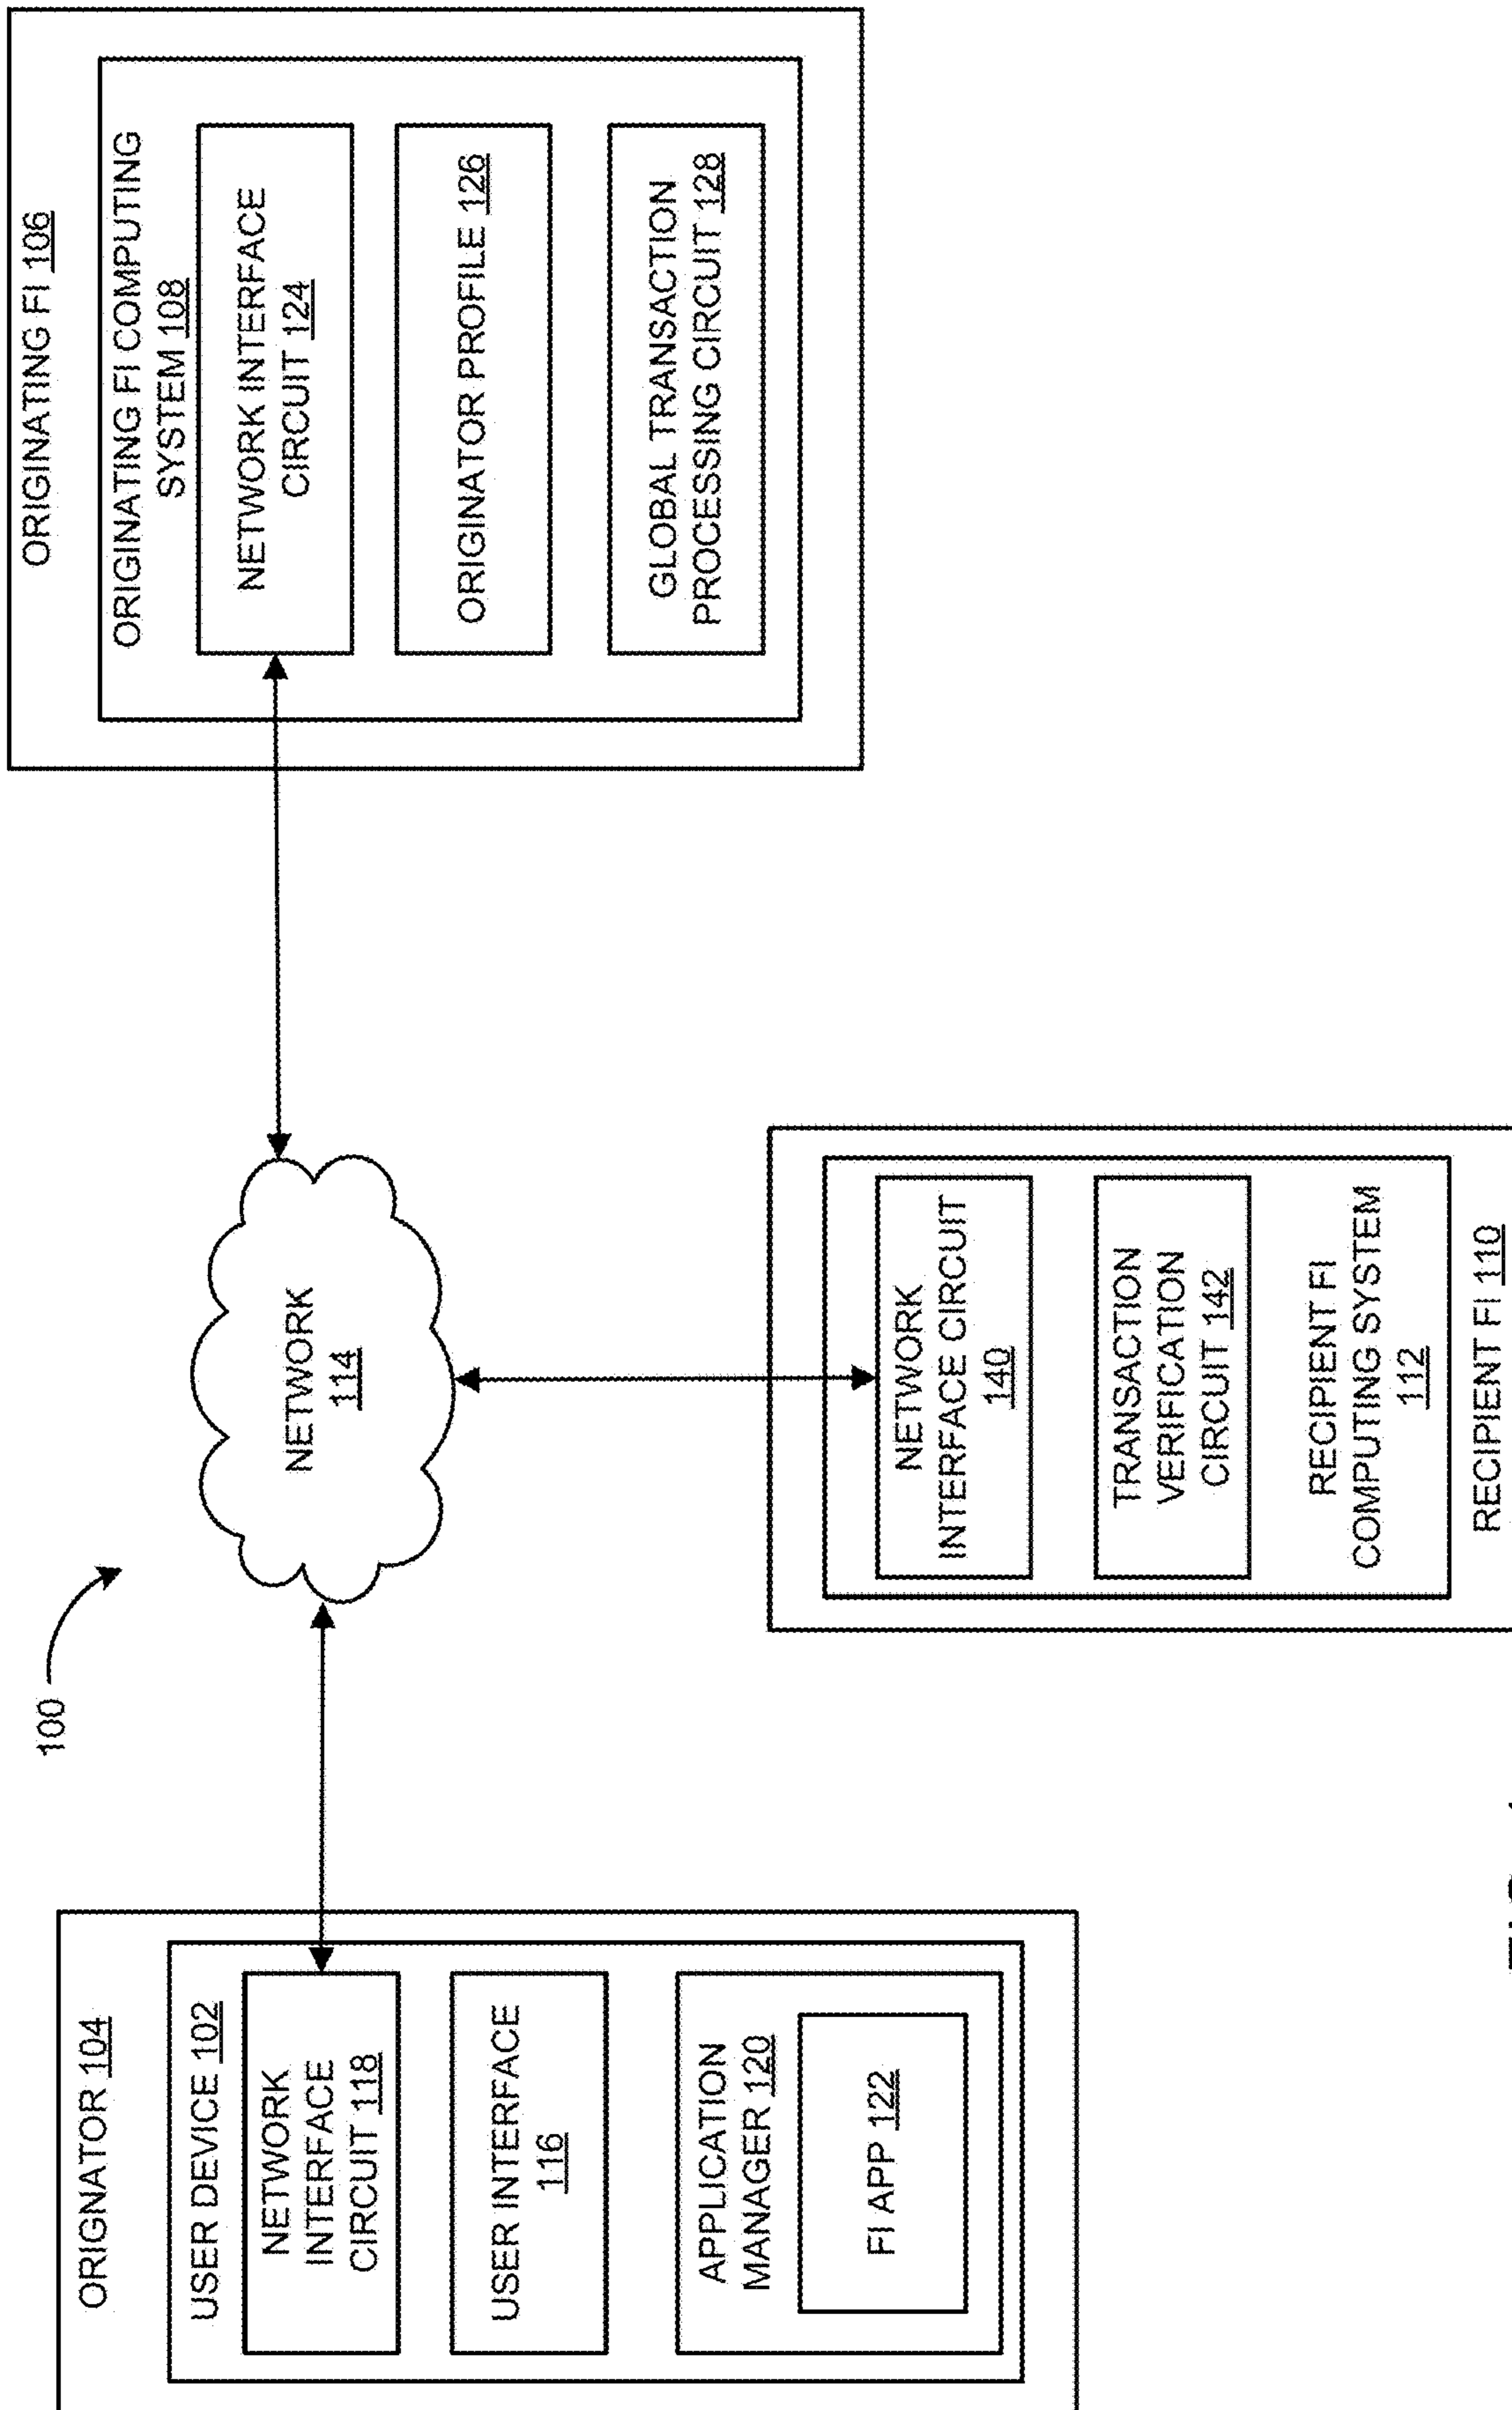 100
ORIGNATOR 104
USER DEVICE 102
NETWORK
INTERFACE
CIRCUIT 118
USER INTERFACE
116
APPLICATION
MANAGER 120
FI APP 122
NETWORK
114
ORIGINATING FI 106
ORIGINATING FI COMPUTING
SYSTEM 108
NETWORK INTERFACE
CIRCUIT 124
ORIGINATOR PROFILE 126
GLOBAL TRANSACTION
PROCESSING CIRCUIT 128
NETWORK
INTERFACE CIRCUIT
140
TRANSACTION
VERIFICATION
CIRCUIT 142
RECIPIENT FI
COMPUTING SYSTEM
112
RECIPIENT FI 110